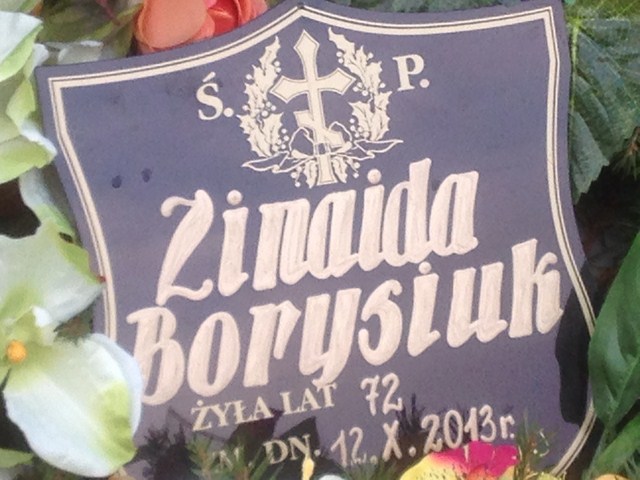 Ś. P.
Zinaida
Borysiuk
ŻYŁA LAT 72
DN. 12.X.2013r.